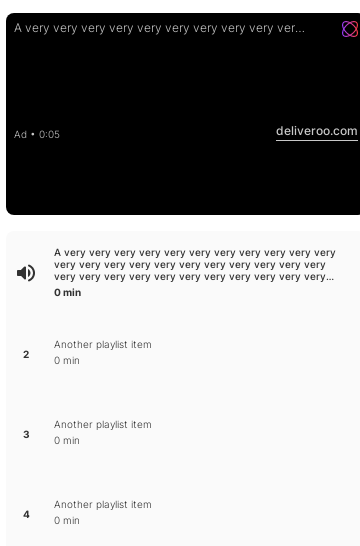 A very very very very very very very very ver...
Ad • 0:05
deliveroo.com
A very very very very very very very very very very
very very very very very very very very very very very
very very very very very very very very very very very...
0 min
2
Another playlist item
0 min
3
Another playlist item
0 min
4
Another playlist item
0 min